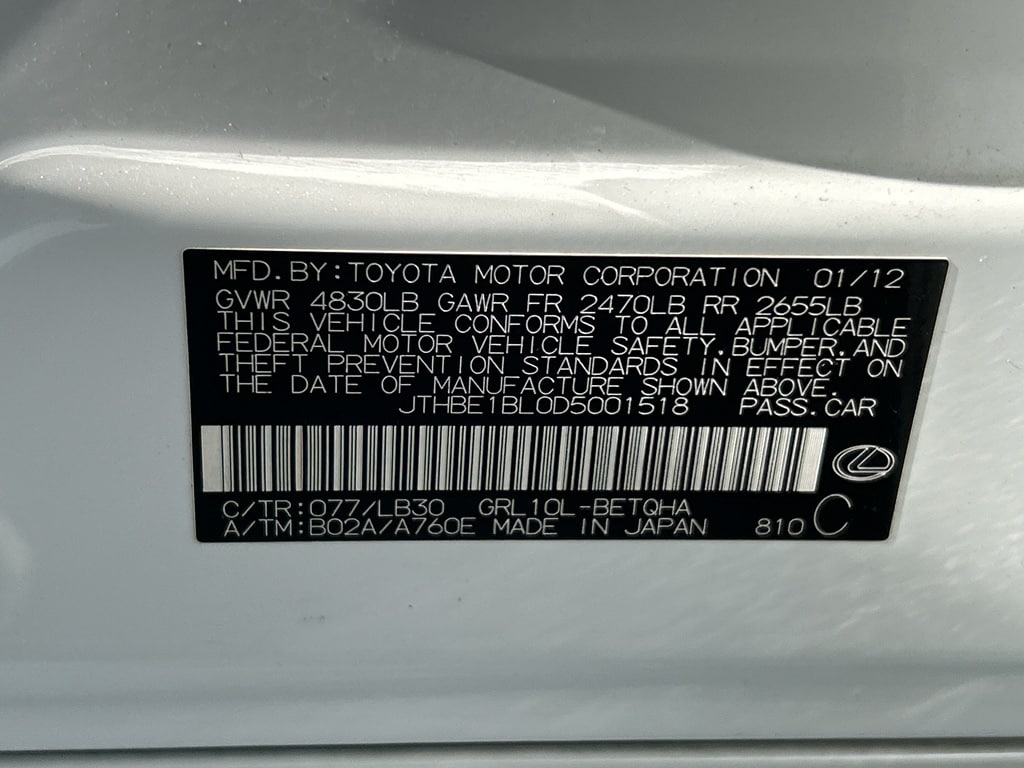 MFD.BY:TOYOTA MOTOR CORPORATION 01/12
GVWR 4830LB GAWR FR 2470LB RR 2655LB
THIS VEHICLE CONFORMS TO ALL APPLICABLE
FEDERAL MOTOR VEHICLE SAFETY,BUMPER,AND
THEFT PREVENTION STANDARDS IN EFFECT ON
THE DATE OF MANUFACTURE SHOWN ABOVE.
JTHBE1BL0D5001518 PASS.CAR
C/TR:077/LB30 GRL10L-BETQHA
A/TM:B02A/A760E MADE IN JAPAN 810 C